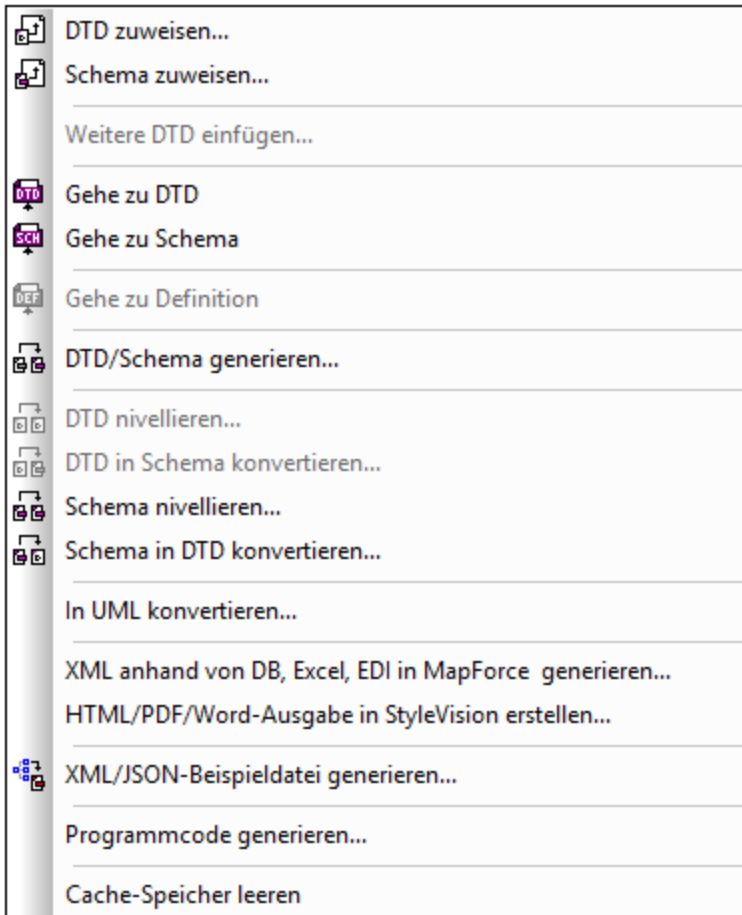 DTD zuweisen...
Schema zuweisen...
Weitere DTD einfügen...
DTD Gehe zu DTD
SCH Gehe zu Schema
DEF Gehe zu Definition
DTD/Schema generieren...
DTD nivellieren...
DTD in Schema konvertieren...
Schema nivellieren...
Schema in DTD konvertieren...
In UML konvertieren...
XML anhand von DB, Excel, EDI in MapForce  generieren...
HTML/PDF/Word-Ausgabe in StyleVision erstellen...
XML/JSON-Beispieldatei generieren...
Programmcode generieren...
Cache-Speicher leeren